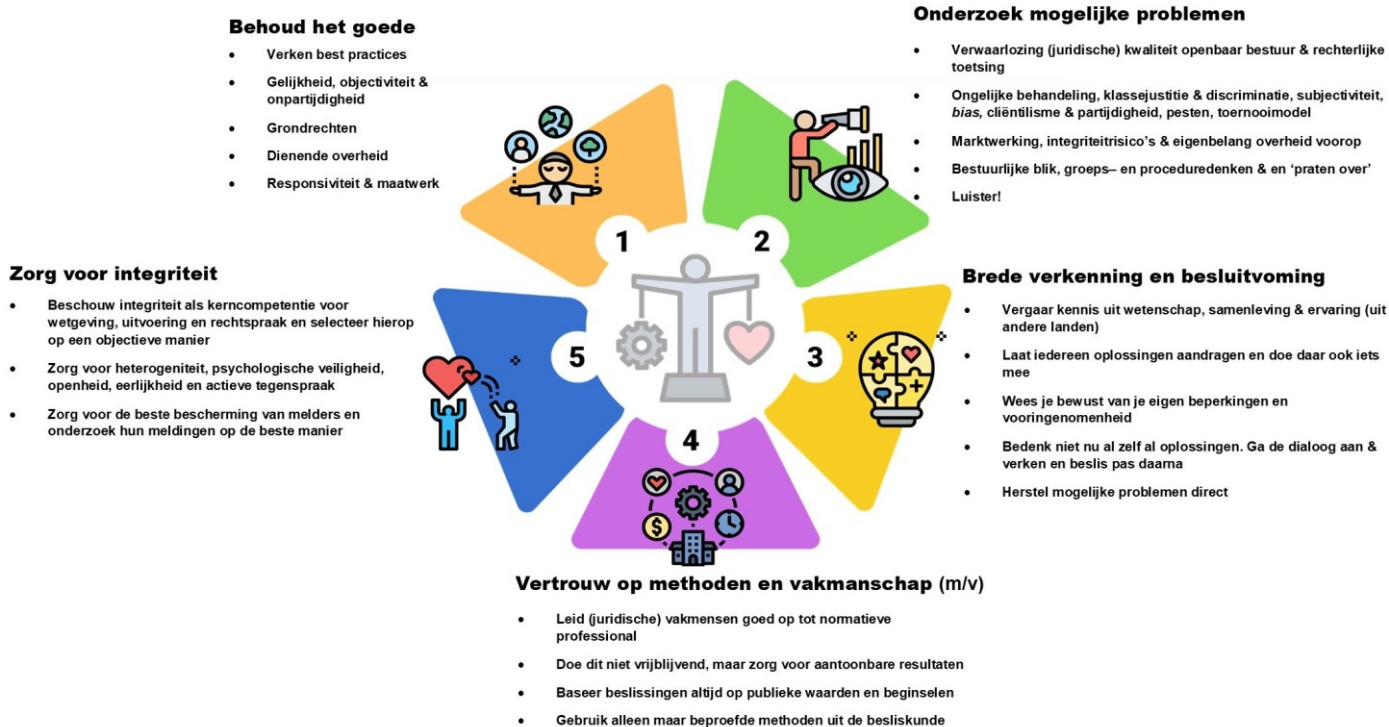 Behoud het goede
• Verken best practices
• Gelijkheid, objectiviteit &
onpartijdigheid
• Grondrechten
• Dienende overheid
• Responsiviteit & maatwerk
1
Onderzoek mogelijke problemen
• Verwaarlozing (juridische) kwaliteit openbaar bestuur & rechterlijke
toetsing
• Ongelijke behandeling, klassejustitie & discriminatie, subjectiviteit,
bias, cliëntilisme & partijdigheid, pesten, toernooimodel
• Marktwerking, integriteitrisico's & eigenbelang overheid voorop
• Bestuurlijke blik, groeps– en proceduredenken & en 'praten over'
• Luister!
2
Brede verkenning en besluitvoming
• Vergaar kennis uit wetenschap, samenleving & ervaring (uit
andere landen)
• Laat iedereen oplossingen aandragen en doe daar ook iets
mee
• Wees je bewust van je eigen beperkingen en
vooringenomenheid
• Bedenk niet nu al zelf al oplossingen. Ga de dialoog aan &
verken en beslis pas daarna
• Herstel mogelijke problemen direct
3
4
$
Vertrouw op methoden en vakmanschap (m/v)
• Leid (juridische) vakmensen goed op tot normatieve
professional
• Doe dit niet vrijblijvend, maar zorg voor aantoonbare resultaten
• Baseer beslissingen altijd op publieke waarden en beginselen
• Gebruik alleen maar beproefde methoden uit de besliskunde
Zorg voor integriteit
• Beschouw integriteit als kerncompetentie voor
wetgeving, uitvoering en rechtspraak en selecteer hierop
op een objectieve manier
• Zorg voor heterogeniteit, psychologische veiligheid,
openheid, eerlijkheid en actieve tegenspraak
• Zorg voor de beste bescherming van melders en
onderzoek hun meldingen op de beste manier
5